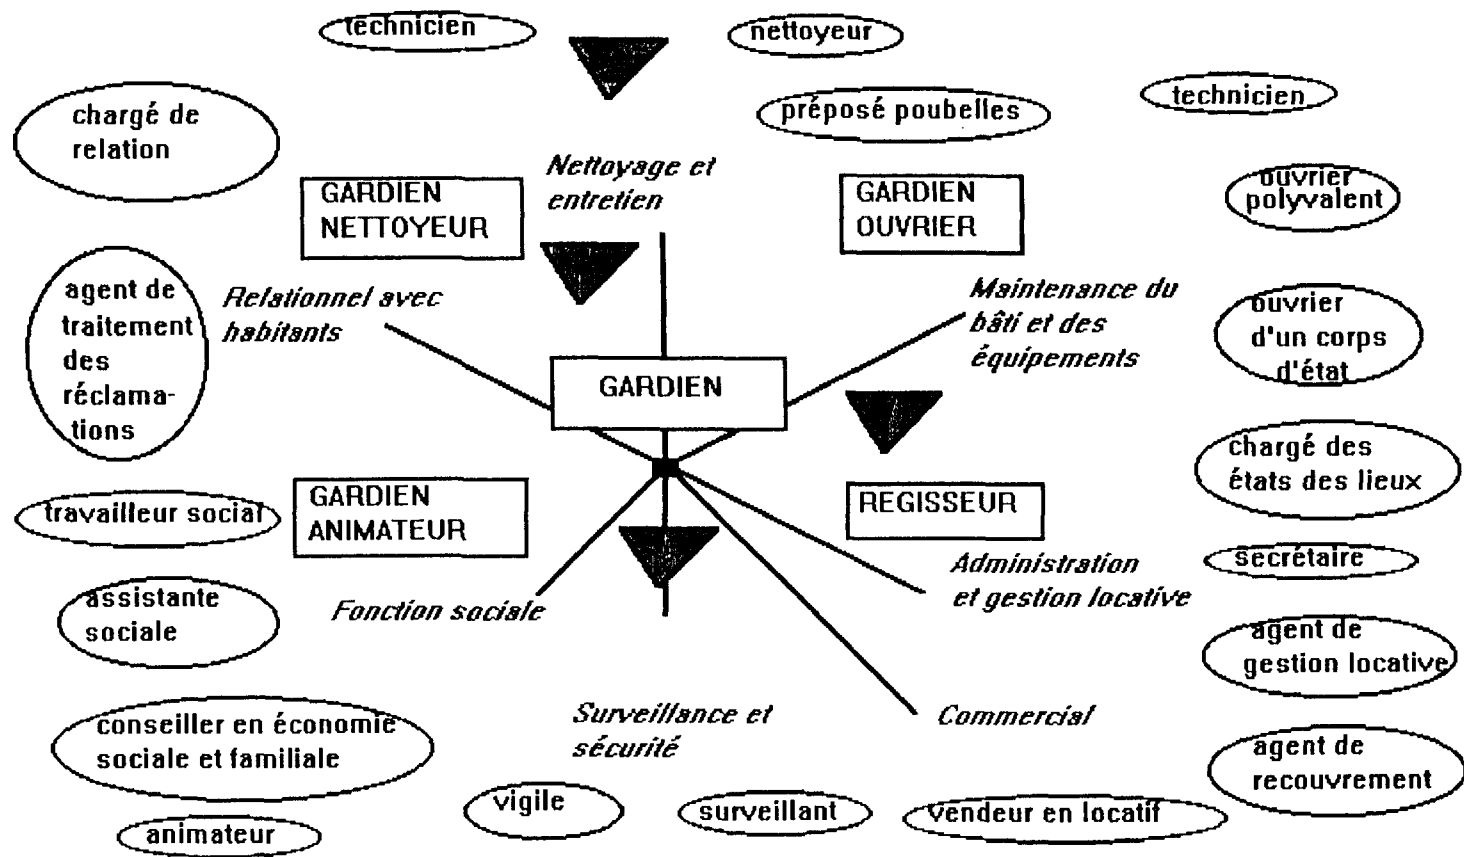 technicien
nettoyeur
technicien
préposé poubelles
chargé de
relation
Nettoyage et
entretien
GARDIEN
NETTOYEUR
GARDIEN
OUVRIER
ouvrier
polyvalent
agent de
traitement
des
réclama-
tions
Relationnel avec
habitants
Maintenance du
bâti et des
équipements
ouvrier
d'un corps
d'état
GARDIEN
chargé des
états des lieux
GARDIEN
ANIMATEUR
REGISSEUR
travailleur social
secrétaire
Administration
et gestion locative
Fonction sociale
assistante
sociale
agent de
gestion locative
Surveillance et
sécurité
Commercial
conseiller en économie
sociale et familiale
agent de
recouvrement
vigile
surveillant
vendeur en locatif
animateur